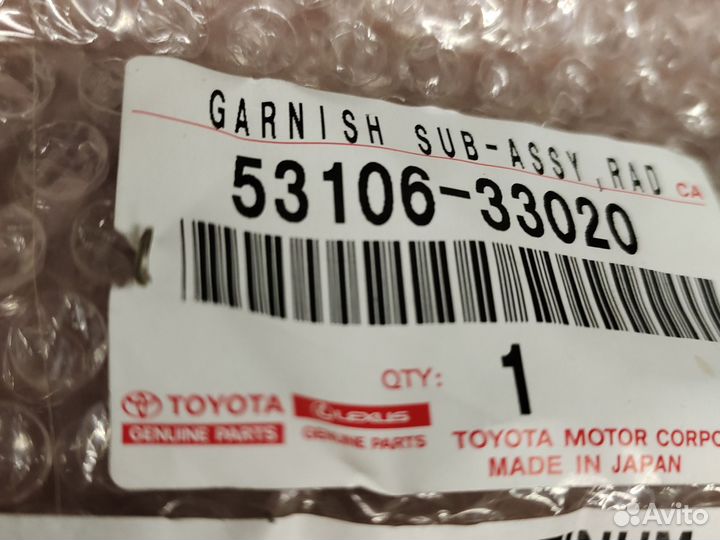 GARNISH SUB-ASSY,RAD CA
53106-33020
QTY: 1
TOYOTA LEXUS
GENUINE PARTS GENUINE PARTS
TOYOTA MOTOR CORPO
MADE IN JAPAN
Avito